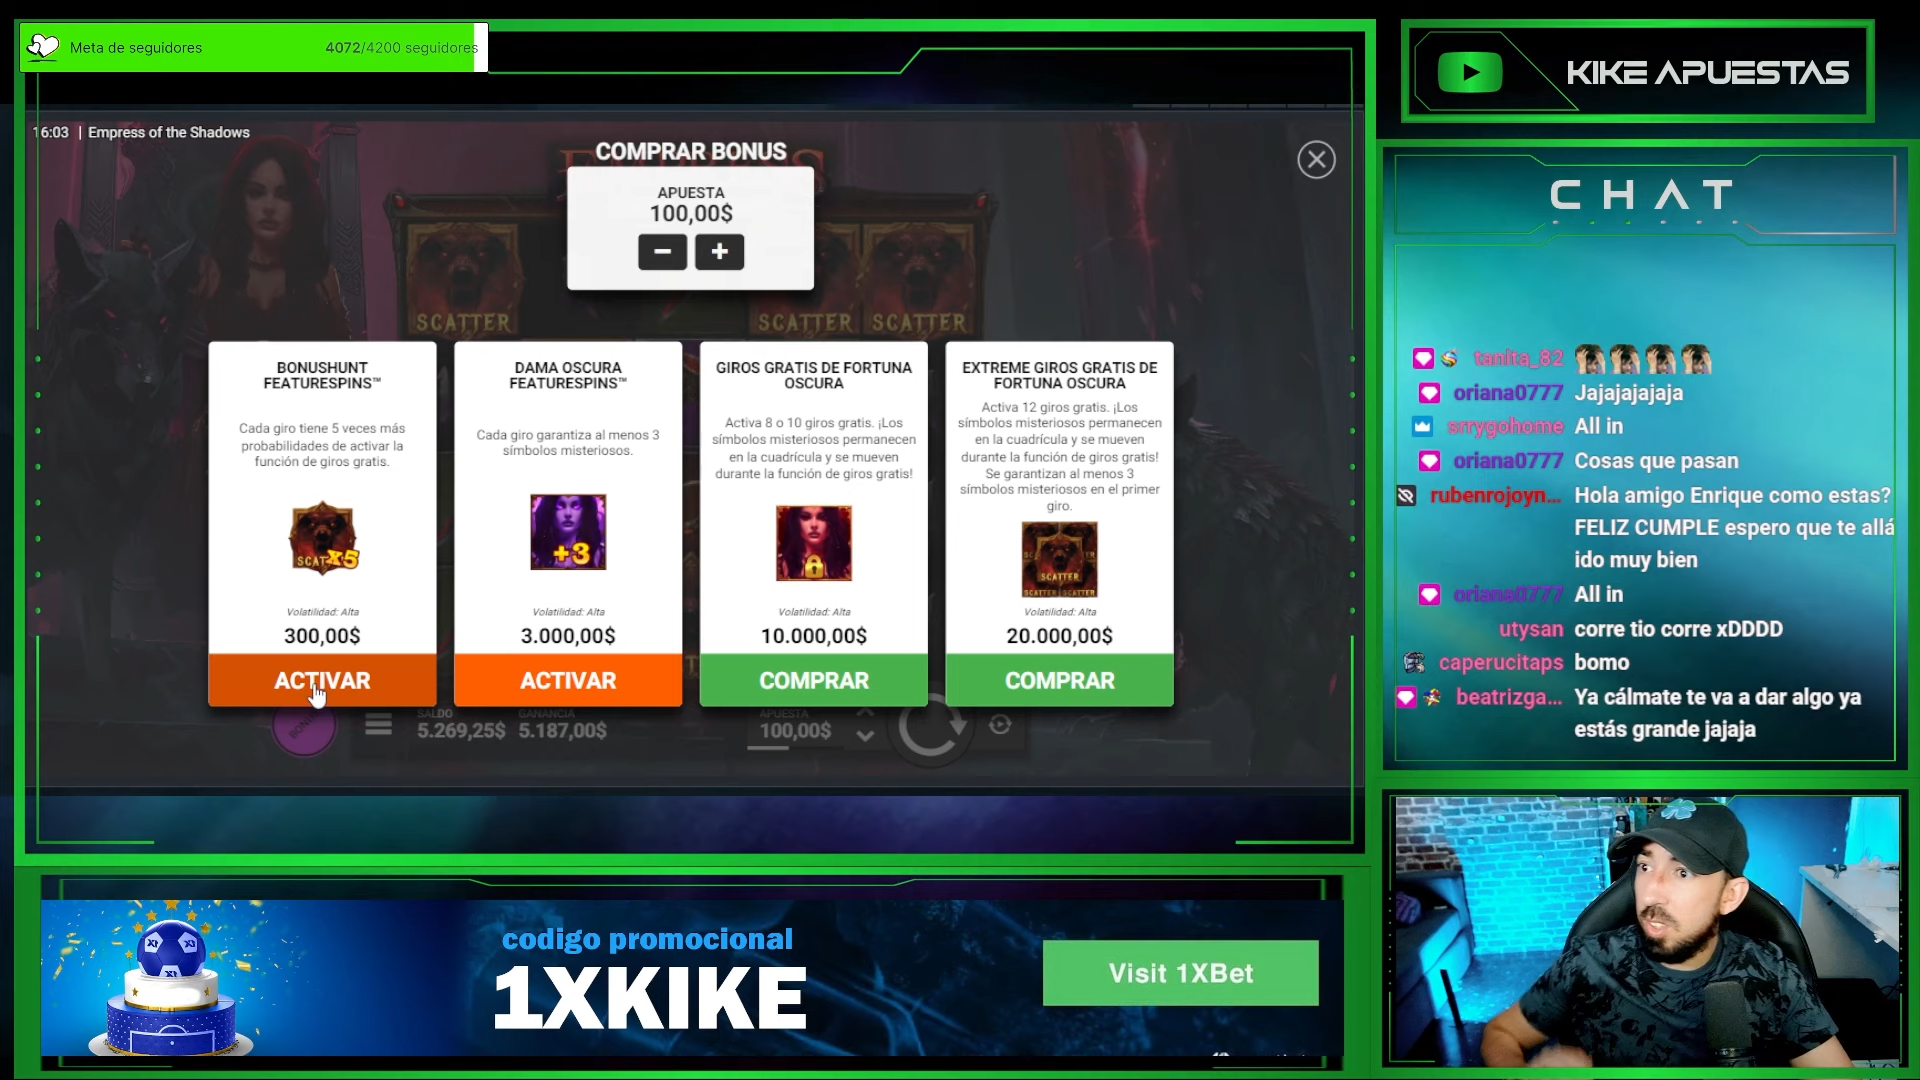 Meta de seguidores
4072/4200 seguidores
KIKE APUESTAS
16:03 | Empress of the Shadows
COMPRAR BONUS
APUESTA
100,00$
SCATTER
SCATTER
SCATTER
BONUSHUNT
FEATURESPINS™
Cada giro tiene 5 veces más
probabilidades de activar la
función de giros gratis.
X5
Volatilidad: Alta
300,00$
ACTIVAR
DAMA OSCURA
FEATURESPINS™
Cada giro garantiza al menos 3
símbolos misteriosos.
+3
Volatilidad: Alta
3.000,00$
ACTIVAR
GIROS GRATIS DE FORTUNA
OSCURA
Activa 8 o 10 giros gratis. ¡Los
símbolos misteriosos permanecen
en la cuadrícula y se mueven
durante la función de giros gratis!
Volatilidad: Alta
10.000,00$
COMPRAR
EXTREME GIROS GRATIS DE
FORTUNA OSCURA
Activa 12 giros gratis. ¡Los
símbolos misteriosos permanecen
en la cuadrícula y se mueven
durante la función de giros gratis!
Se garantizan al menos 3
símbolos misteriosos en el primer
giro.
SCATTER
Volatilidad: Alta
20.000,00$
COMPRAR
SALDO
5.269,25$
GANANCIA
5.187,00$
APUESTA
100,00$
CHAT
tanita_82
oriana0777 Jajajajajaja
srrygohome All in
oriana0777 Cosas que pasan
rubenrojoyn... Hola amigo Enrique como estas?
FELIZ CUMPLE espero que te allá
ido muy bien
oriana0777 All in
utysan corre tio corre xDDDD
caperucitaps bomo
beatrizga... Ya cálmate te va a dar algo ya
estás grande jajaja
codigo promocional
1XKIKE
Visit 1XBet